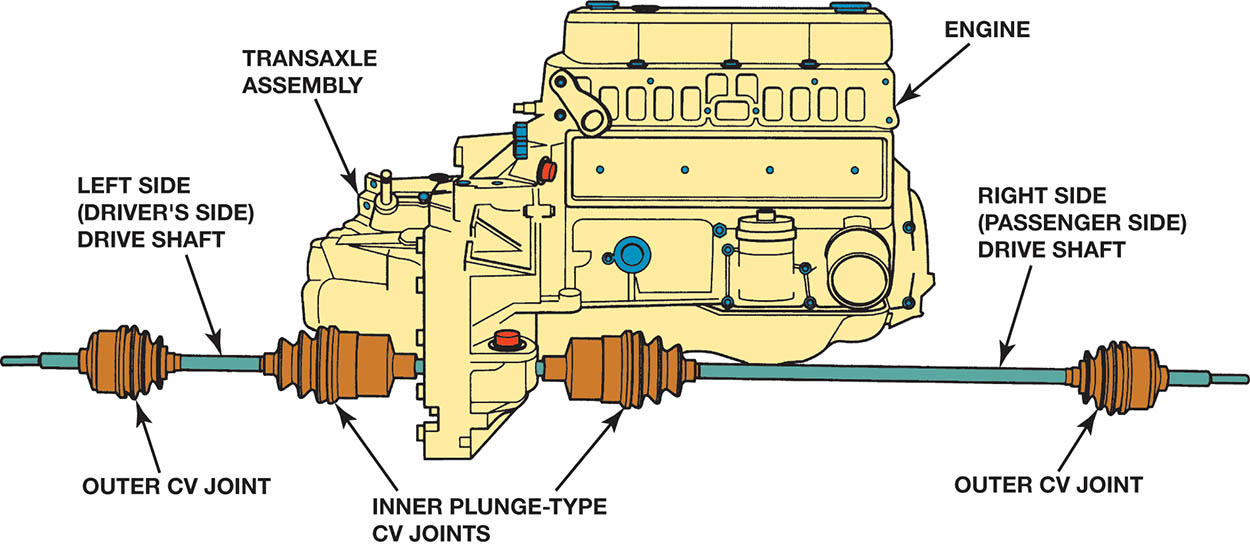 ENGINE
TRANSAXLE
ASSEMBLY
LEFT SIDE
(DRIVER'S SIDE)
DRIVE SHAFT
RIGHT SIDE
(PASSENGER SIDE)
DRIVE SHAFT
OUTER CV JOINT
INNER PLUNGE-TYPE
CV JOINTS
OUTER CV JOINT